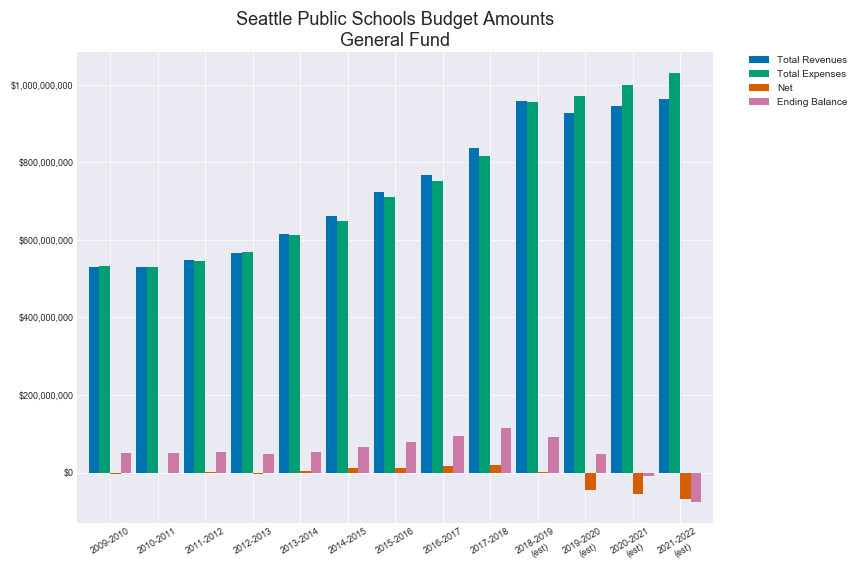 Seattle Public Schools Budget Amounts
General Fund
Total Revenues
Total Expenses
Net
Ending Balance
$1,000,000,000
$800,000,000
$600,000,000
$400,000,000
$200,000,000
$0
2009-2010
2010-2011
2011-2012
2012-2013
2013-2014
2014-2015
2015-2016
2016-2017
2017-2018
2018-2019
(est)
2019-2020
(est)
2020-2021
(est)
2021-2022
(est)